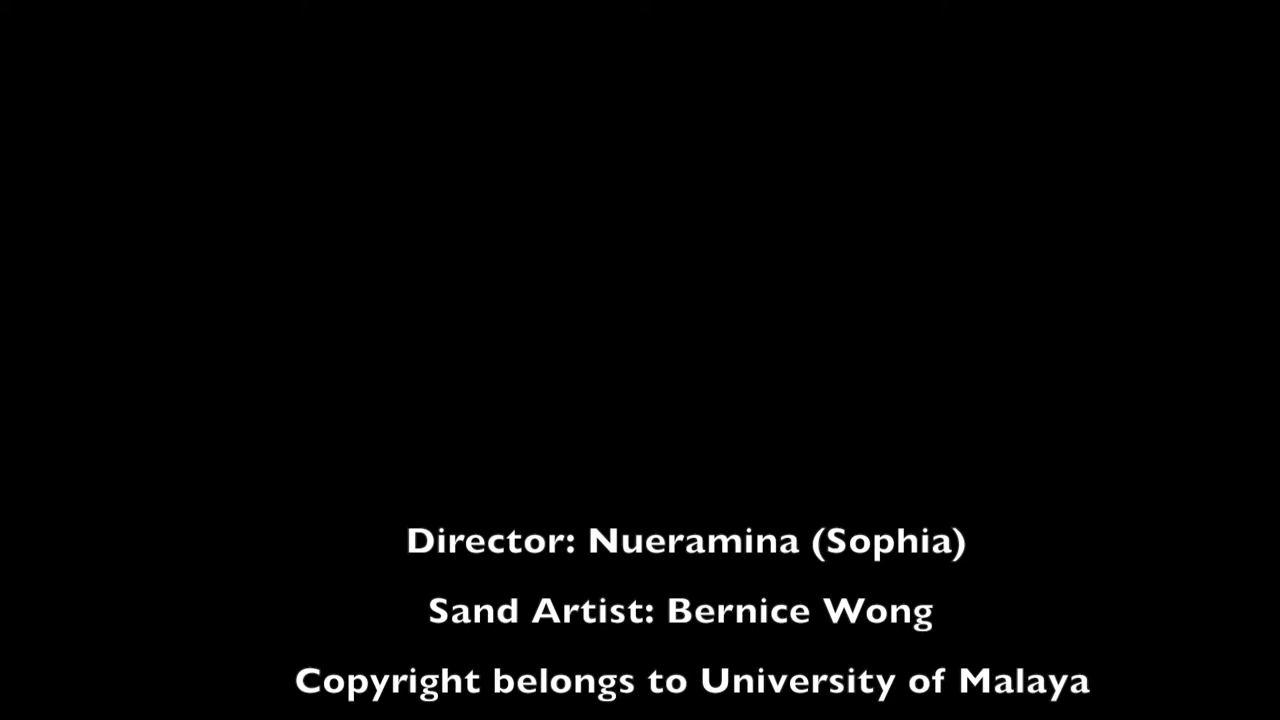 Director: Nueramina (Sophia)
Sand Artist: Bernice Wong
Copyright belongs to University of Malaya